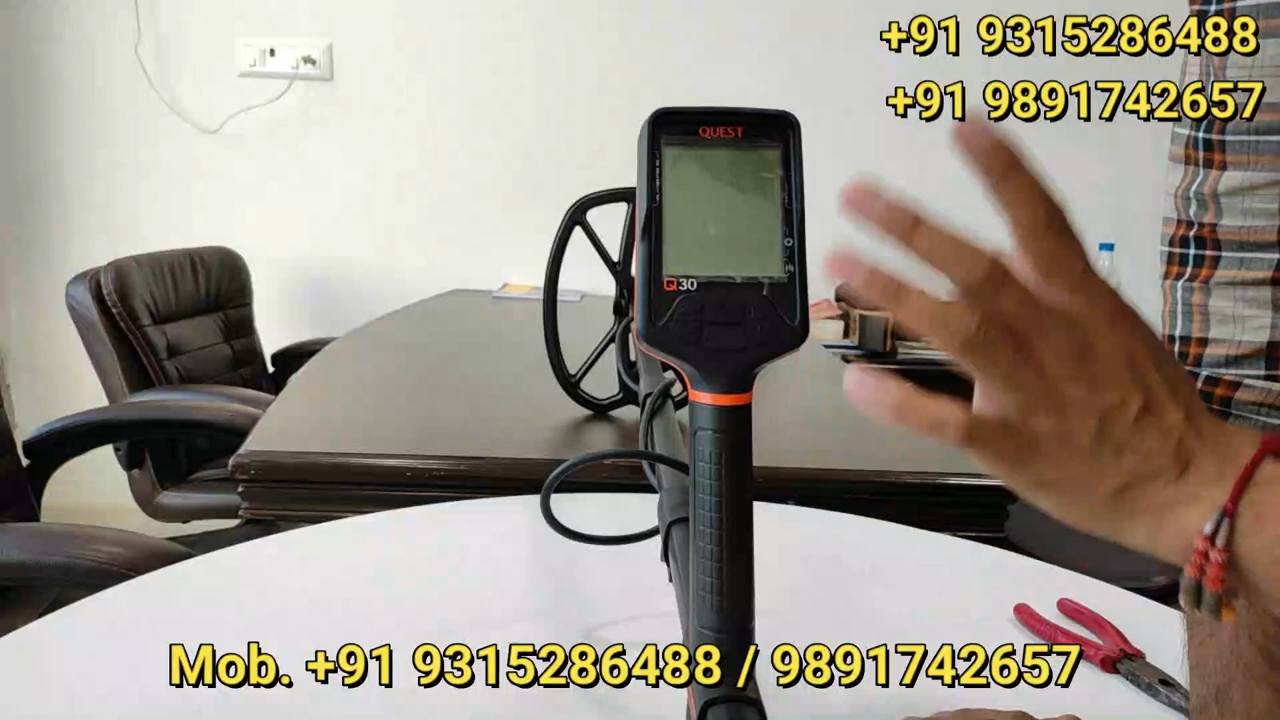 +91 9315286488
+91 9891742657
QUEST
Q30
Mob. +91 9315286488 / 9891742657